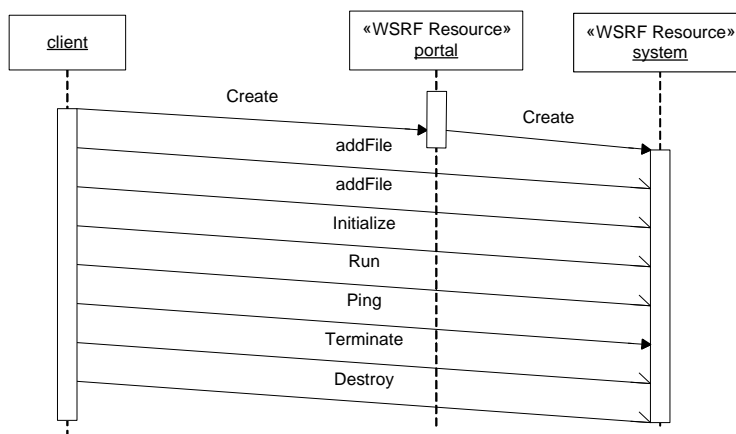 client
«WSRF Resource»
portal
«WSRF Resource»
system
Create
Create
addFile
addFile
Initialize
Run
Ping
Terminate
Destroy